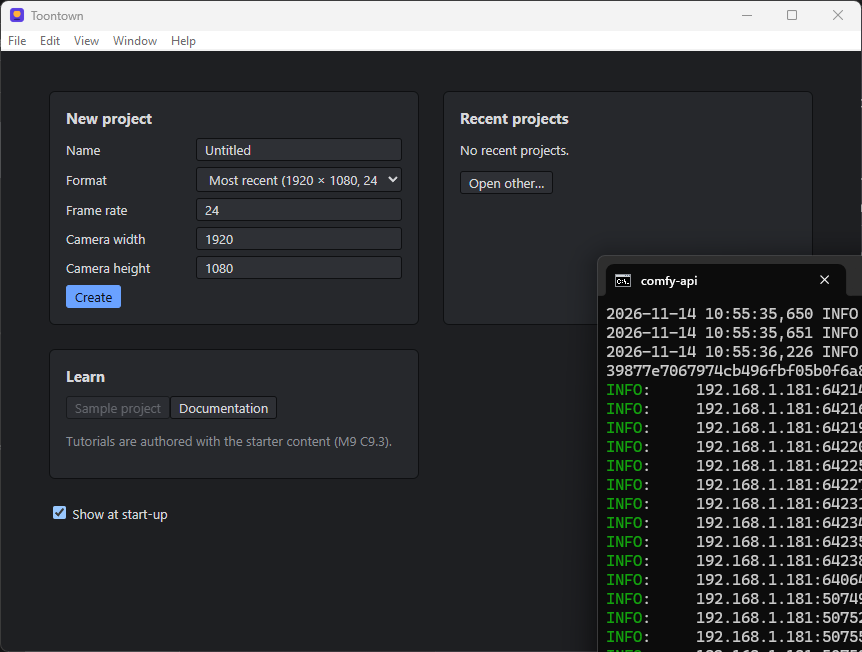 Toontown
File Edit View Window Help
New project
Name Untitled
Format Most recent (1920 × 1080, 24
Frame rate 24
Camera width 1920
Camera height 1080
Create
Recent projects
No recent projects.
Open other...
Learn
Sample project Documentation
Tutorials are authored with the starter content (M9 C9.3).
Show at start-up
comfy-api
2026-11-14 10:55:35,650 INFO
2026-11-14 10:55:35,651 INFO
2026-11-14 10:55:36,226 INFO
39877e7067974cb496fbf05b0f6a8
INFO: 192.168.1.181:64214
INFO: 192.168.1.181:64216
INFO: 192.168.1.181:64219
INFO: 192.168.1.181:64220
INFO: 192.168.1.181:64225
INFO: 192.168.1.181:64227
INFO: 192.168.1.181:64231
INFO: 192.168.1.181:64234
INFO: 192.168.1.181:64235
INFO: 192.168.1.181:64238
INFO: 192.168.1.181:64064
INFO: 192.168.1.181:50749
INFO: 192.168.1.181:50752
INFO: 192.168.1.181:50755